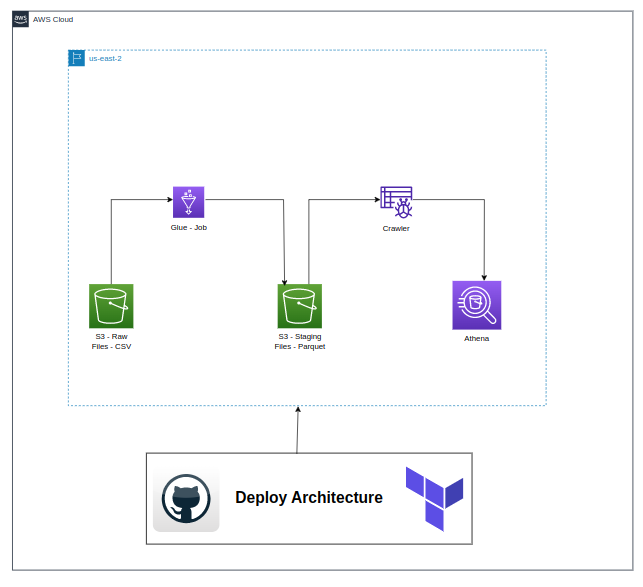 aws
AWS Cloud
us-east-2
Glue - Job
Crawler
S3 - Raw
Files - CSV
S3 - Staging
Files - Parquet
Athena
Deploy Architecture